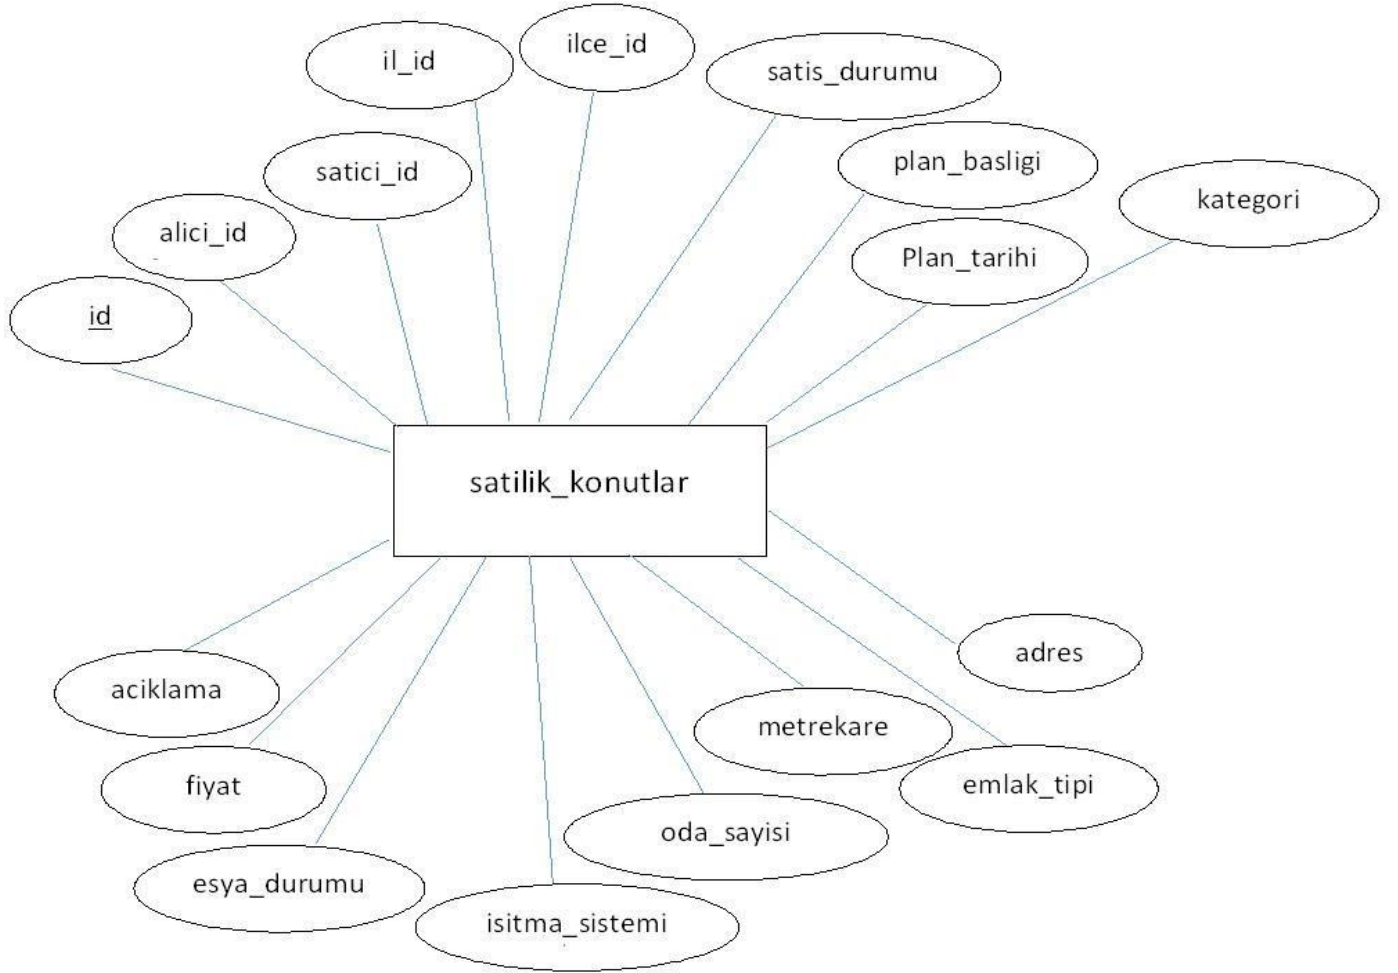 ilce_id
il_id
satis_durumu
plan_basligi
satici_id
kategori
alici_id
Plan_tarihi
id
satilik_konutlar
adres
aciklama
metrekare
fiyat
emlak_tipi
oda_sayisi
esya_durumu
isitma_sistemi